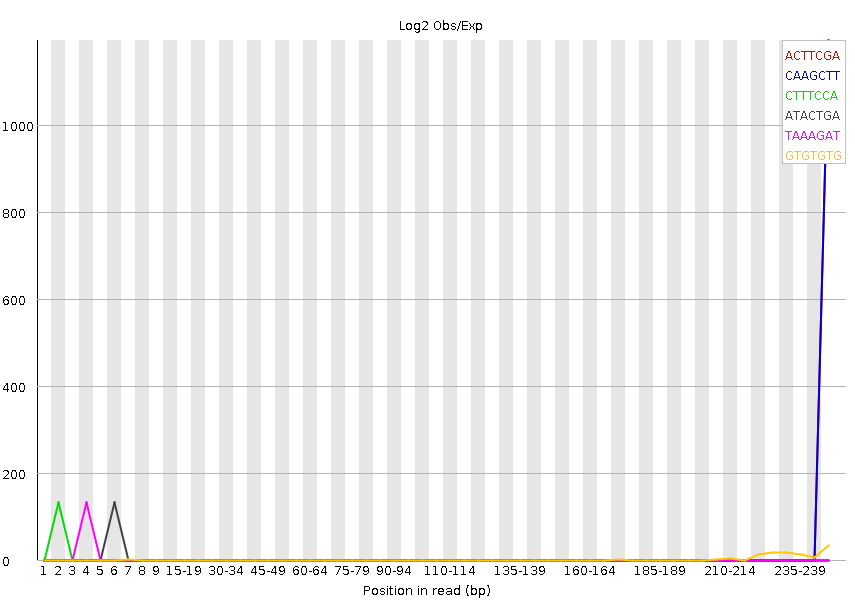 Log2 Obs/Exp
ACTTCGA
CAAGCTT
CTTTCCA
ATACTGA
TAAAGAT
GTGTGTG
1000
800
600
400
200
0
1 2 3 4 5 6 7 8 9 15-19 30-34 45-49 60-64 75-79 90-94 110-114 135-139 160-164 185-189 210-214 235-239
Position in read (bp)